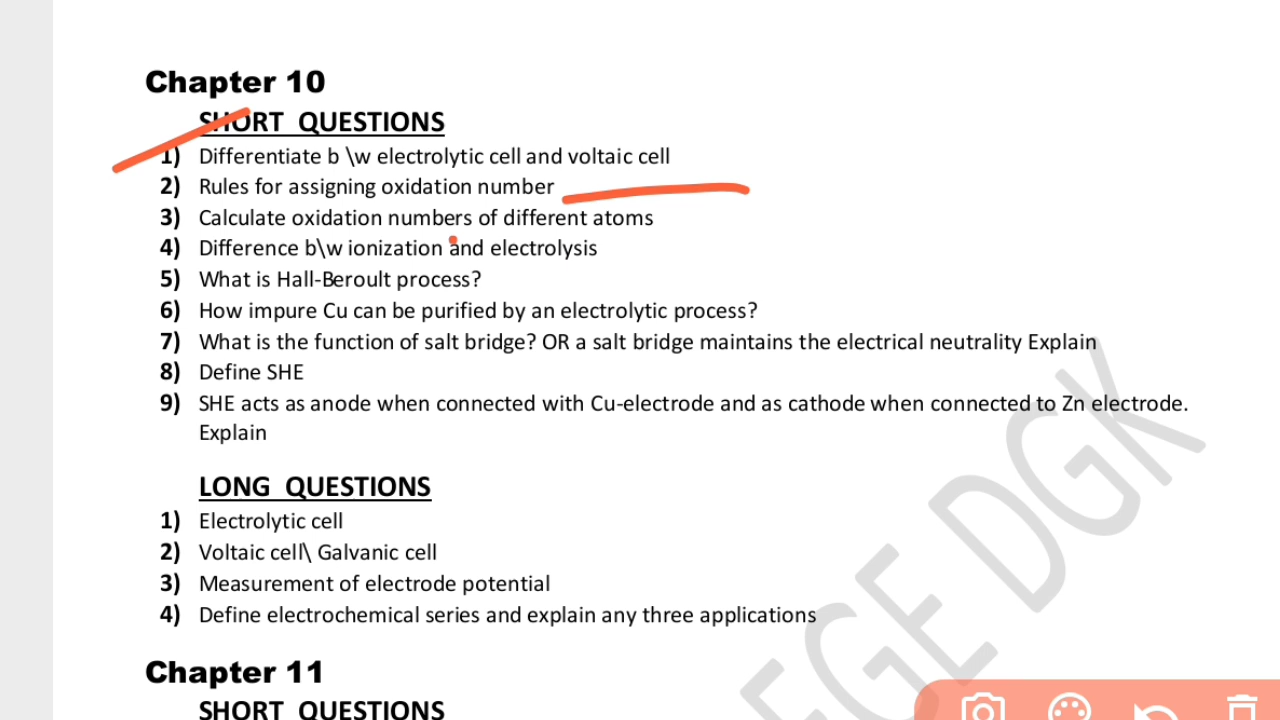 Chapter 10
SHORT QUESTIONS
1) Differentiate b \w electrolytic cell and voltaic cell
2) Rules for assigning oxidation number
3) Calculate oxidation numbers of different atoms
4) Difference b\w ionization and electrolysis
5) What is Hall-Beroult process?
6) How impure Cu can be purified by an electrolytic process?
7) What is the function of salt bridge? OR a salt bridge maintains the electrical neutrality Explain
8) Define SHE
9) SHE acts as anode when connected with Cu-electrode and as cathode when connected to Zn electrode.
Explain
LONG QUESTIONS
1) Electrolytic cell
2) Voltaic cell\ Galvanic cell
3) Measurement of electrode potential
4) Define electrochemical series and explain any three applications
Chapter 11
SHORT QUESTIONS
EGE DGK